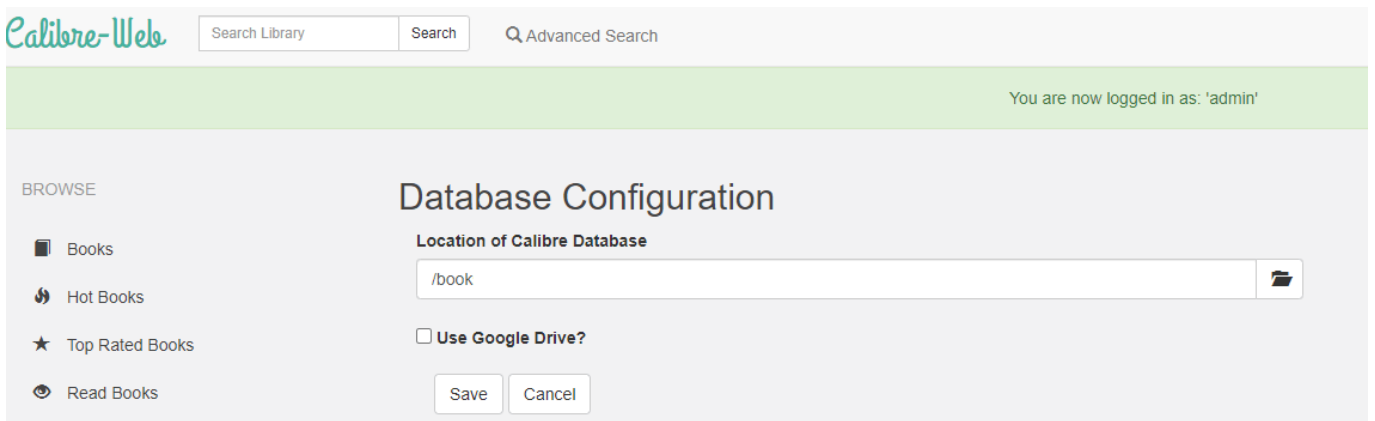 Calibre-Web Search Library Search Advanced Search
You are now logged in as: 'admin'
BROWSE
Books
Hot Books
Top Rated Books
Read Books
Database Configuration
Location of Calibre Database
/book
Use Google Drive?
Save Cancel